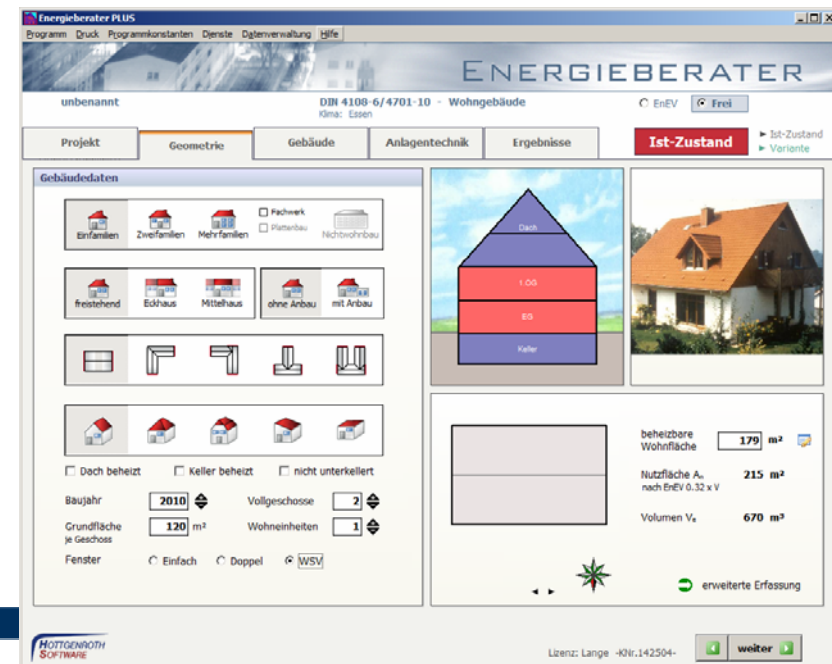 Energieberater PLUS
Programm Druck Programmkonstanten Dienste Datenverwaltung Hilfe
ENERGIEBERATER
unbenannt DIN 4108-6/4701-10 - Wohngebäude EnEV Frei
Klima: Essen
Projekt Geometrie Gebäude Anlagentechnik Ergebnisse Ist-Zustand
Ist-Zustand
Variante
Gebäudedaten
Fachwerk
Plattenbau
Einfamilien Zweifamilien Mehrfamilien Nichtwohnbau
freistehend Eckhaus Mittelhaus ohne Anbau mit Anbau
Dach beheizt Keller beheizt nicht unterkellert
Baujahr 2010 Vollgeschosse 2
Grundfläche 120 m² Wohneinheiten 1
je Geschoss
Fenster Einfach Doppel WSV
Dach
1.OG
EG
Keller
beheizbare
Wohnfläche 179 m²
Nutzfläche Aₙ 215 m²
nach EnEV 0.32 x V
Volumen Vₑ 670 m³
erweiterte Erfassung
HOTTGENROTH
SOFTWARE
Lizenz: Lange -KNr.142504- weiter